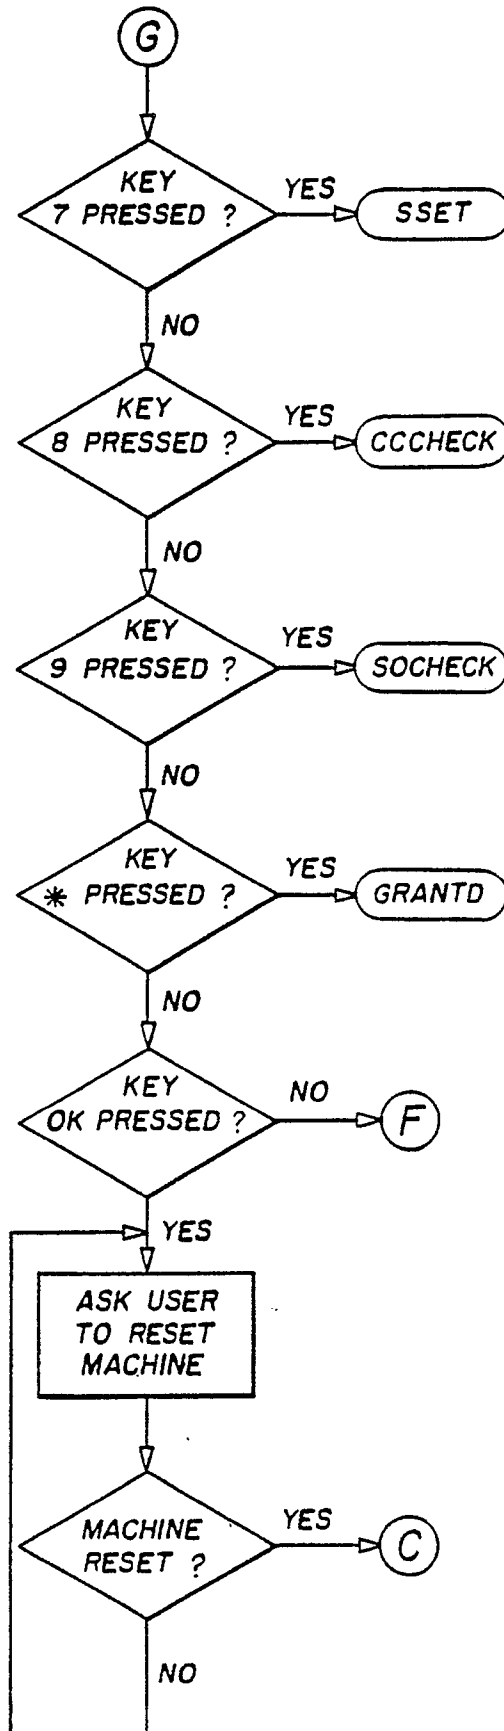 G
KEY
7 PRESSED ?
YES
SSET
NO
KEY
8 PRESSED ?
YES
CCCHECK
NO
KEY
9 PRESSED ?
YES
SOCHECK
NO
KEY
* PRESSED ?
YES
GRANTD
NO
KEY
OK PRESSED ?
NO
F
YES
ASK USER
TO RESET
MACHINE
MACHINE
RESET ?
YES
C
NO